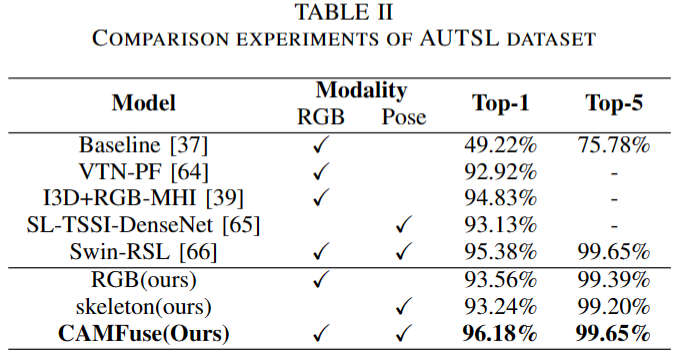 TABLE II
COMPARISON EXPERIMENTS OF AUTSL DATASET
Model Modality Top-1 Top-5
RGB Pose
Baseline [37] ✓ 49.22% 75.78%
VTN-PF [64] ✓ 92.92% -
I3D+RGB-MHI [39] ✓ 94.83% -
SL-TSSI-DenseNet [65] ✓ 93.13% -
Swin-RSL [66] ✓ ✓ 95.38% 99.65%
RGB(ours) ✓ 93.56% 99.39%
skeleton(ours) ✓ 93.24% 99.20%
CAMFuse(Ours) ✓ ✓ 96.18% 99.65%